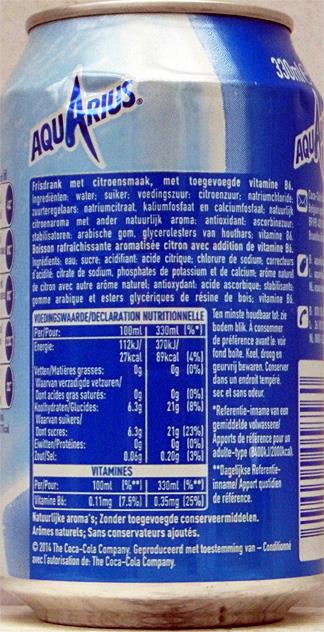 330ml
AQUARIUS®
AQUA
Frisdrank met citroensmaak, met toegevoegde vitamine B6.
Ingrediënten: water; suiker; voedingszuur: citroenzuur; natriumchloride;
zuurteregelaars: natriumcitraat, kaliumfosfaat en calciumfosfaat; natuurlijk
citroenaroma met ander natuurlijk aroma; antioxidant: ascorbinezuur;
stabilisatoren: arabische gom, glycerolesters van houthars; vitamine B6.
Boisson rafraîchissante aromatisée citron avec addition de vitamine B6.
Ingrédients: eau; sucre; acidifiant: acide citrique; chlorure de sodium; correcteurs
d'acidité: citrate de sodium, phosphates de potassium et de calcium; arôme naturel
de citron avec autre arôme naturel; antioxydant: acide ascorbique; stabilisants:
gomme arabique et esters glycériques de résine de bois; vitamine B6.
VOEDINGSWAARDE/DECLARATION NUTRITIONNELLE
Per/Pour: 100ml 330ml (%*)
Energie: 112kJ/ 370kJ/
27kcal 89kcal (4%)
Vetten/Matières grasses: 0g 0g (0%)
Waarvan verzadigde vetzuren/
Dont acides gras saturés: 0g 0g (0%)
Koolhydraten/Glucides: 6.3g 21g (8%)
Waarvan suikers/
Dont sucres: 6.3g 21g (23%)
Eiwitten/Protéines: 0g 0g (0%)
Zout/Sel: 0.06g 0.20g (3%)
VITAMINES
Per/Pour: 100ml (%**) 330ml (%**)
Vitamine B6: 0.11mg (7.5%) 0.35mg (25%)
Ten minste houdbaar tot: zie
bodem blik. A consommer
de préférence avant le: voir
fond boîte. Koel, droog en
geurvrij bewaren. Conserver
dans un endroit tempéré,
sec et sans odeur.
*Referentie-inname van een
gemiddelde volwassene/
Apports de référence pour un
adulte-type (8400kJ/2000kcal).
**Dagelijkse Referentie-
inname/ Apport quotidien
de référence.
Natuurlijke aroma's; Zonder toegevoegde conserveermiddelen.
Arômes naturels; Sans conservateurs ajoutés.
© 2014 The Coca-Cola Company. Geproduceerd met toestemming van - Conditionné
avec l'autorisation de: The Coca-Cola Company.